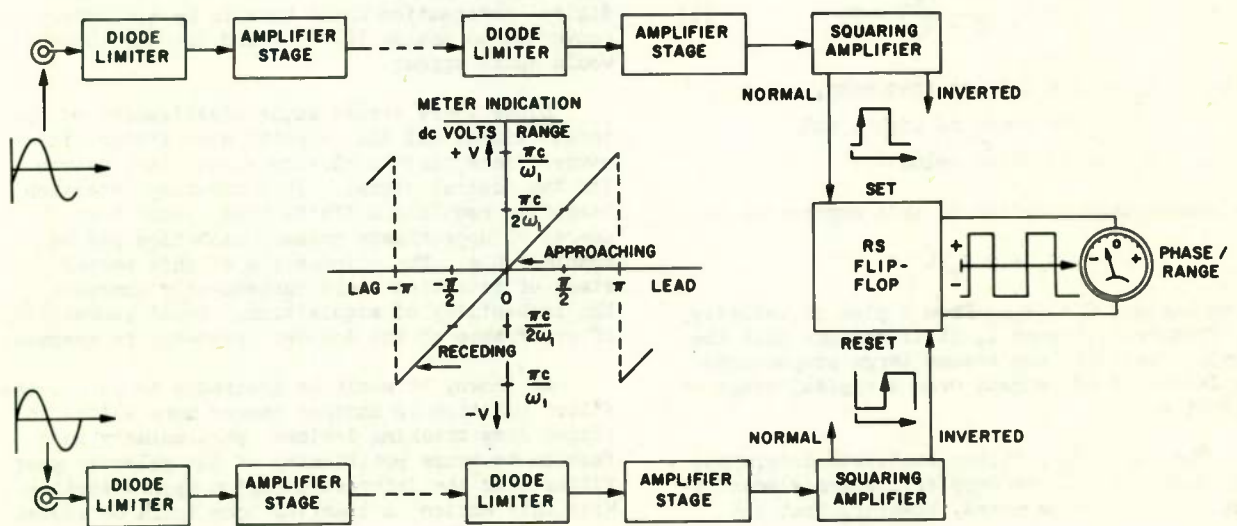 DIODE
LIMITER
AMPLIFIER
STAGE
DIODE
LIMITER
AMPLIFIER
STAGE
SQUARING
AMPLIFIER
NORMAL
INVERTED
METER INDICATION
dc VOLTS RANGE
+ V
πc
ω₁
πc
2ω₁
APPROACHING
LAG -π
-π
2
0
π
2
π
LEAD
πc
2ω₁
RECEDING
πc
ω₁
-V
SET
RS
FLIP-
FLOP
RESET
+
-
- 0 +
PHASE /
RANGE
NORMAL
INVERTED
DIODE
LIMITER
AMPLIFIER
STAGE
DIODE
LIMITER
AMPLIFIER
STAGE
SQUARING
AMPLIFIER